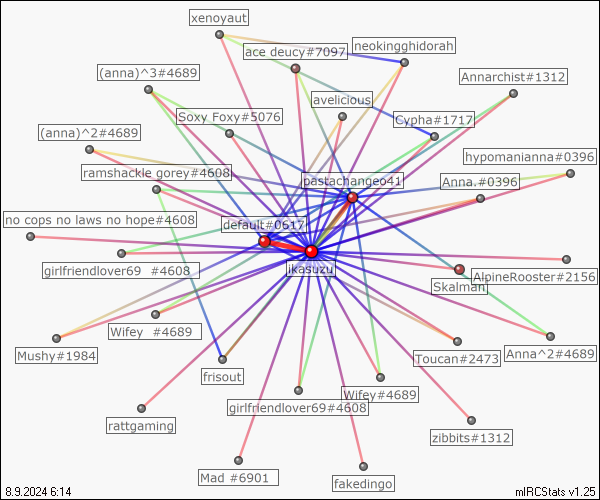 xenoyaut
neokingghidorah
ace deucy#7097
(anna)^3#4689
Annarchist#1312
avelicious
Soxy Foxy#5076
Cypha#1717
(anna)^2#4689
hypomanianna#0396
ramshackle gorey#4608
pastachangeo41
Anna.#0396
no cops no laws no hope#4608
default#0617
girlfriendlover69 #4608
ikasuzu
AlpineRooster#2156
Skalman
Wifey #4689
Mushy#1984
Toucan#2473
Anna^2#4689
frisout
Wifey#4689
girlfriendlover69#4608
rattgaming
zibbits#1312
Mad #6901
fakedingo
8.9.2024 6:14
mIRCStats v1.25